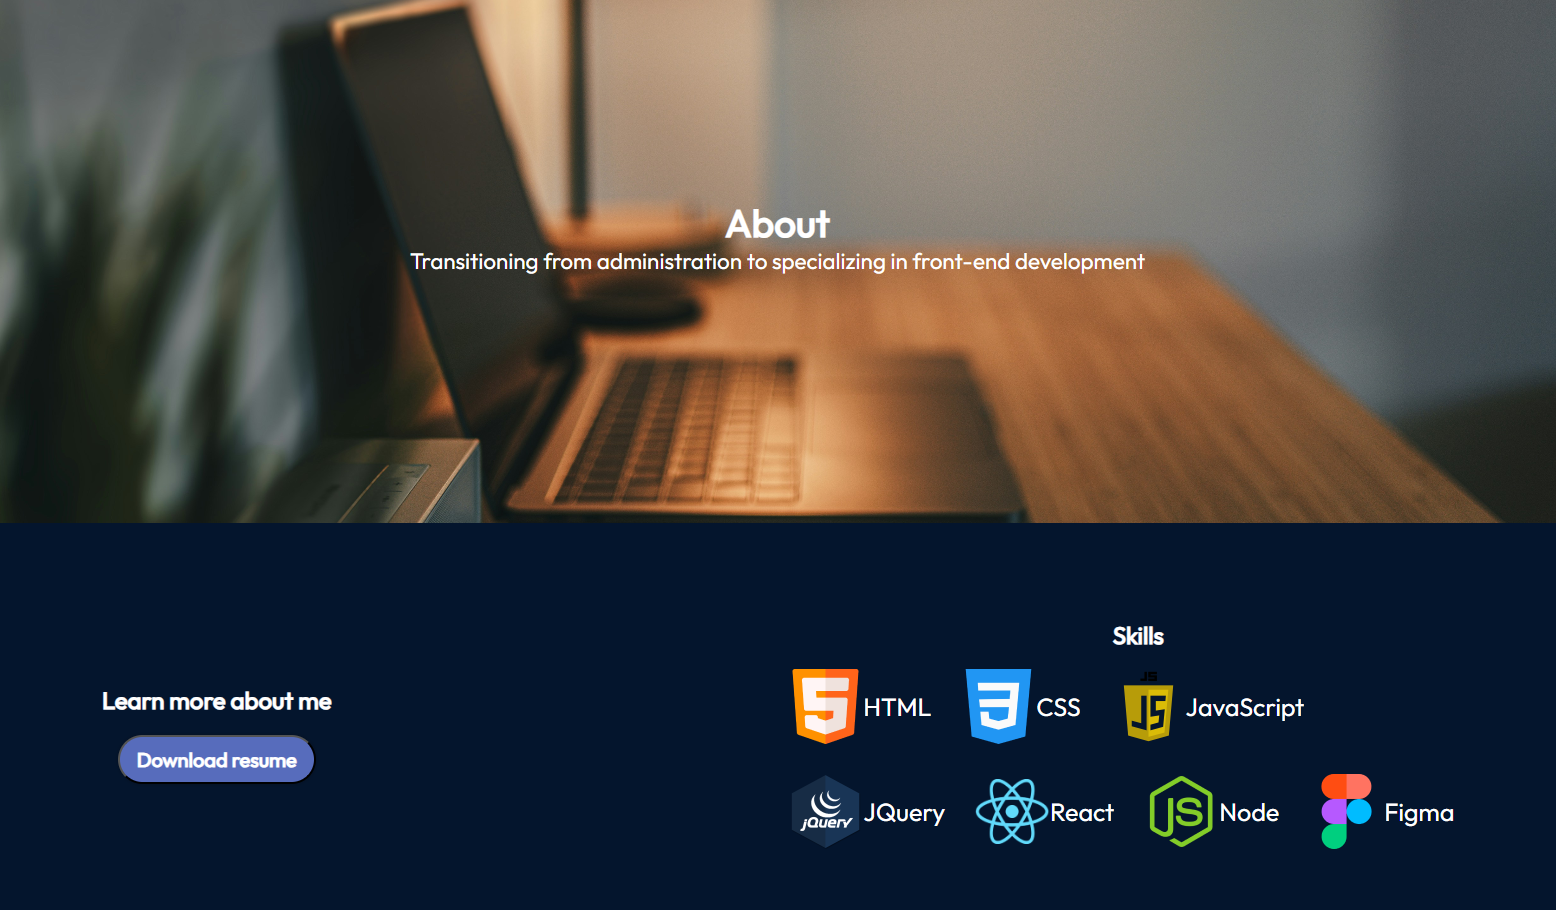 About
Transitioning from administration to specializing in front-end development
Learn more about me
Download resume
Skills
HTML
CSS
JS
JS
JavaScript
jQuery
JQuery
React
JS
Node
Figma